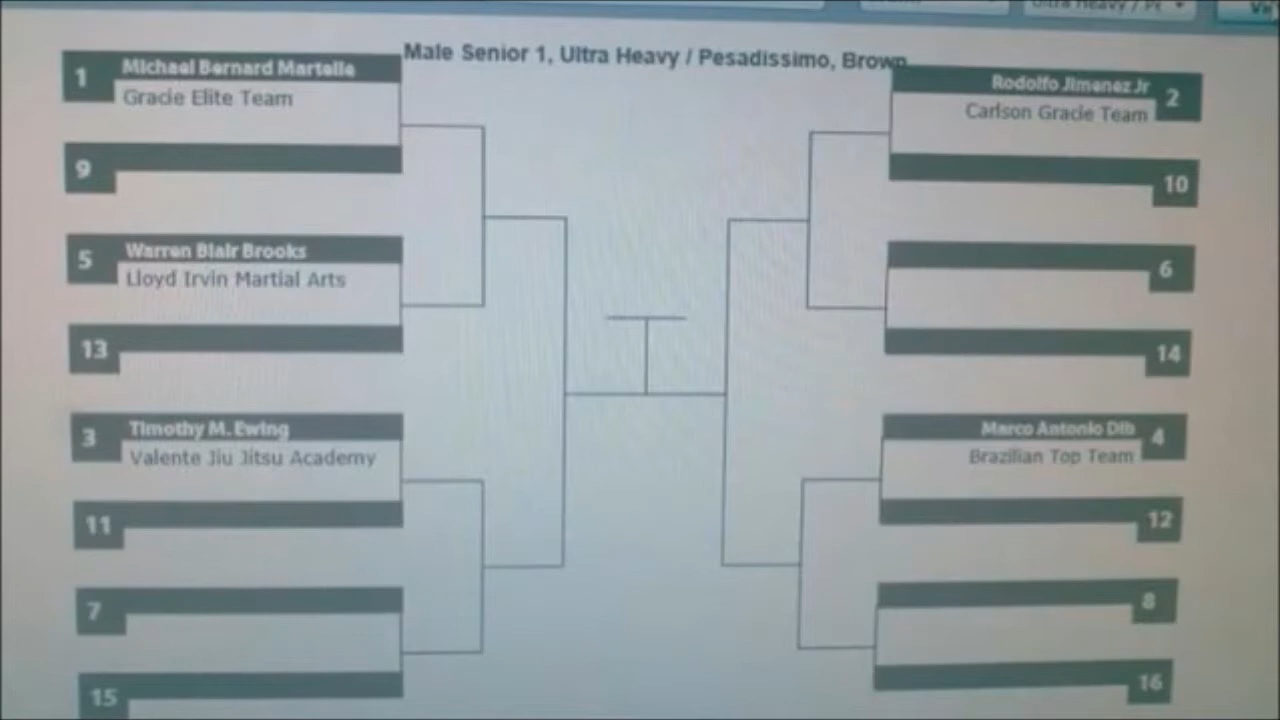 Male Senior 1, Ultra Heavy / Pesadissimo, Brown
1 Michael Bernard Martelle
Gracie Elite Team
9
5 Warren Blair Brooks
Lloyd Irvin Martial Arts
13
3 Timothy M. Ewing
Valente Jiu Jitsu Academy
11
7
15
Rodolfo Jimenez Jr 2
Carlson Gracie Team
10
6
14
Marco Antonio Dib 4
Brazilian Top Team
12
8
16